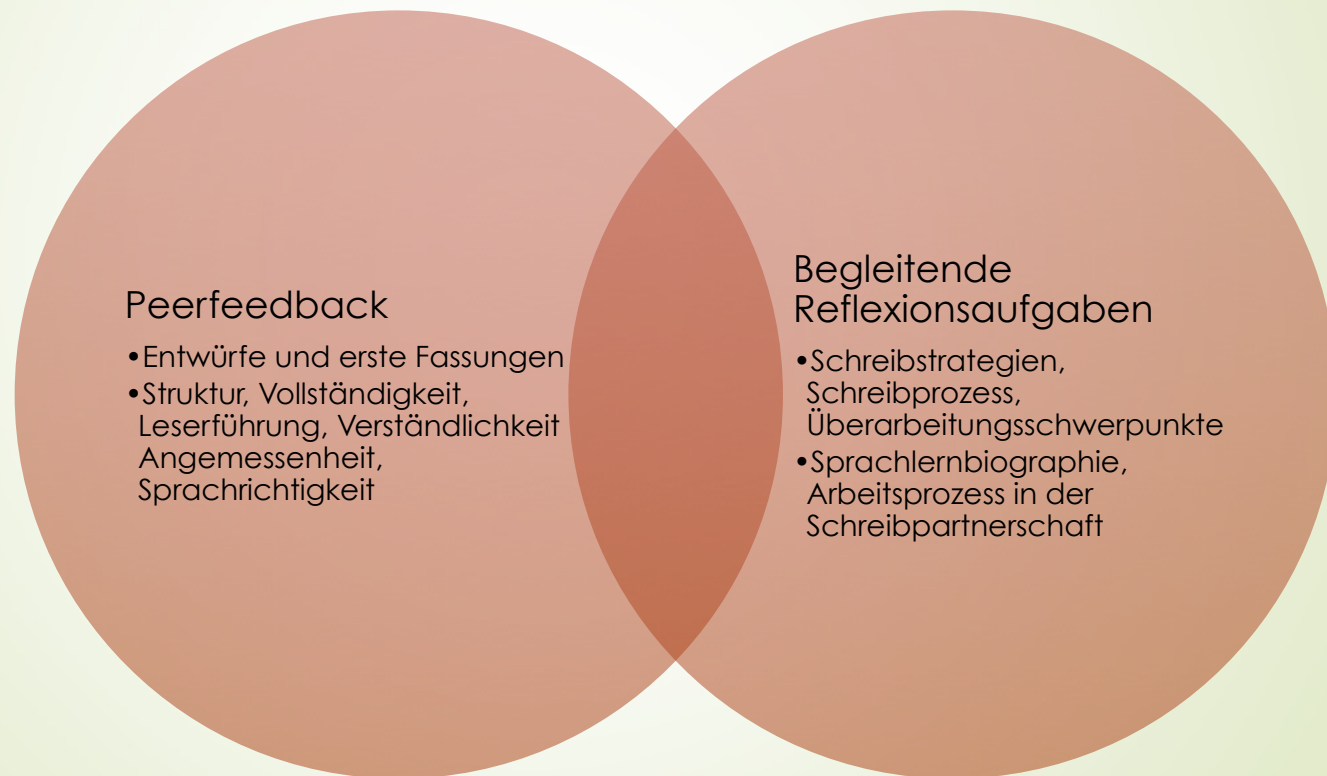 Peerfeedback
•Entwürfe und erste Fassungen
•Struktur, Vollständigkeit,
Leserführung, Verständlichkeit
Angemessenheit,
Sprachrichtigkeit
Begleitende
Reflexionsaufgaben
•Schreibstrategien,
Schreibprozess,
Überarbeitungsschwerpunkte
•Sprachlernbiographie,
Arbeitsprozess in der
Schreibpartnerschaft